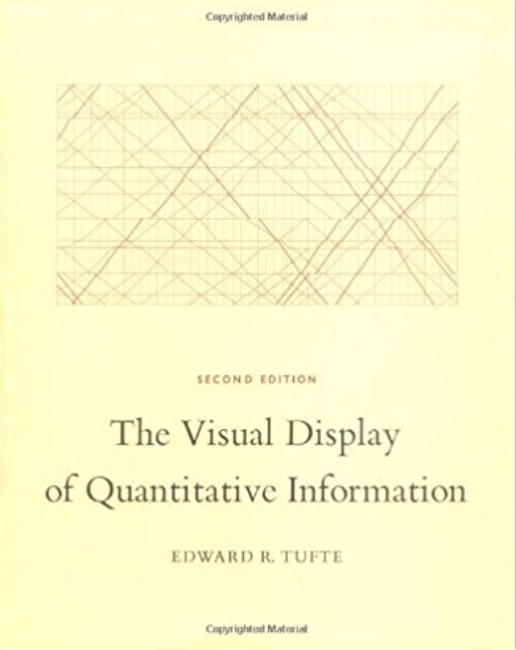 Copyrighted Material
SECOND EDITION
The Visual Display
of Quantitative Information
EDWARD R. TUFTE
Copyrighted Material